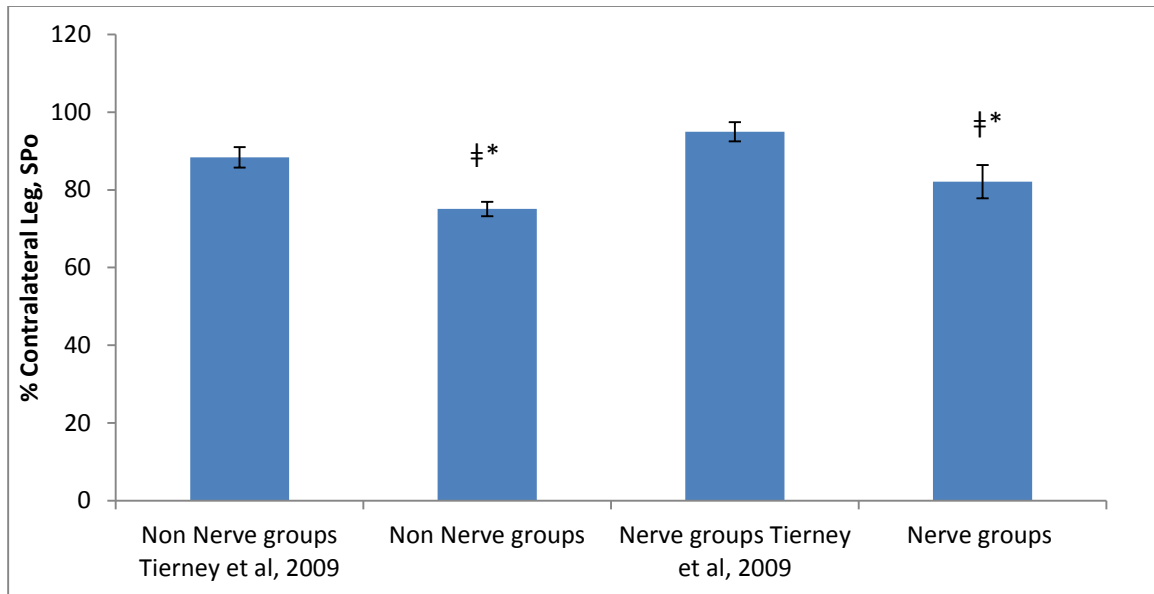 120
100
80
60
40
20
0
% Contralateral Leg, SPo
ǂ*
ǂ*
Non Nerve groups
Tierney et al, 2009
Non Nerve groups
Nerve groups Tierney
et al, 2009
Nerve groups